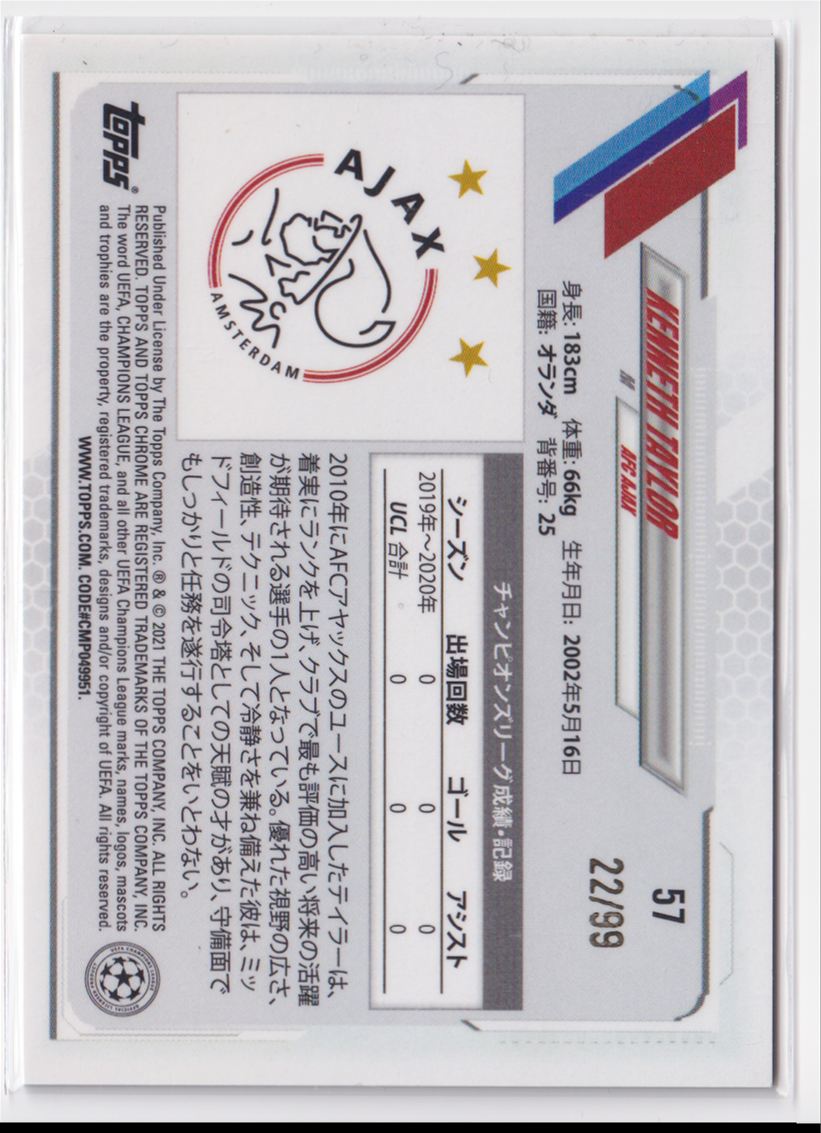 57
22/99
KENNETH TAYLOR
M
AFC AJAX
身長: 183cm 体重: 66kg 生年月日: 2002年5月16日
国籍: オランダ 背番号: 25
AJAX
AMSTERDAM
チャンピオンズリーグ成績・記録
シーズン 出場回数 ゴール アシスト
2019年～2020年 0 0 0
UCL 合計 0 0 0
2010年にAFCアヤックスのユースに加入したテイラーは、
着実にランクを上げ、クラブで最も評価の高い将来の活躍
が期待される選手の1人となっている。優れた視野の広さ、
創造性、テクニック、そして冷静さを兼ね備えた彼は、ミッ
ドフィールドの司令塔としての天賦の才があり、守備面で
もしっかりと任務を遂行することをいとわない。
topps®
Published Under License by The Topps Company, Inc. ® & © 2021 THE TOPPS COMPANY, INC. ALL RIGHTS
RESERVED. TOPPS AND TOPPS CHROME ARE REGISTERED TRADEMARKS OF THE TOPPS COMPANY, INC.
The word UEFA, CHAMPIONS LEAGUE, and all other UEFA Champions League marks, names, logos, mascots
and trophies are the property, registered trademarks, designs and/or copyright of UEFA. All rights reserved.
WWW.TOPPS.COM. CODE#CMP049951.